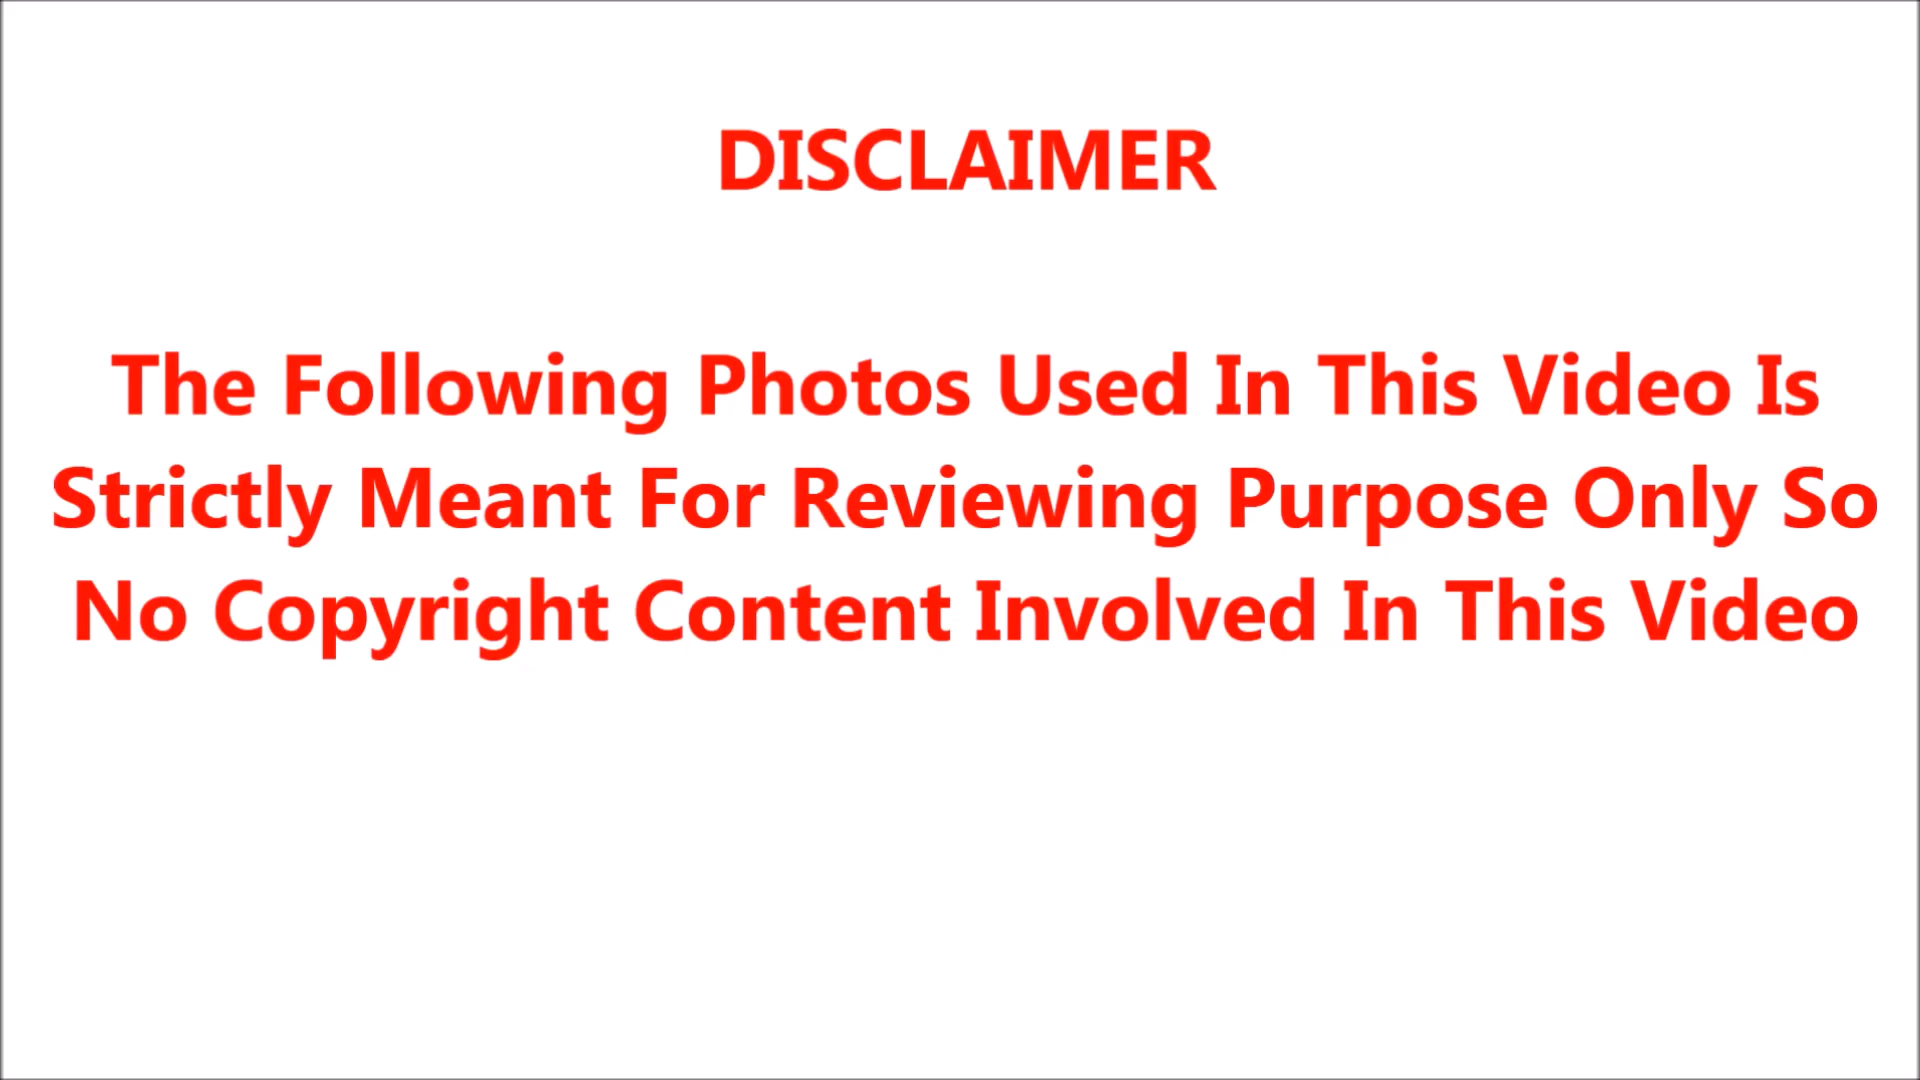 DISCLAIMER
The Following Photos Used In This Video Is
Strictly Meant For Reviewing Purpose Only So
No Copyright Content Involved In This Video